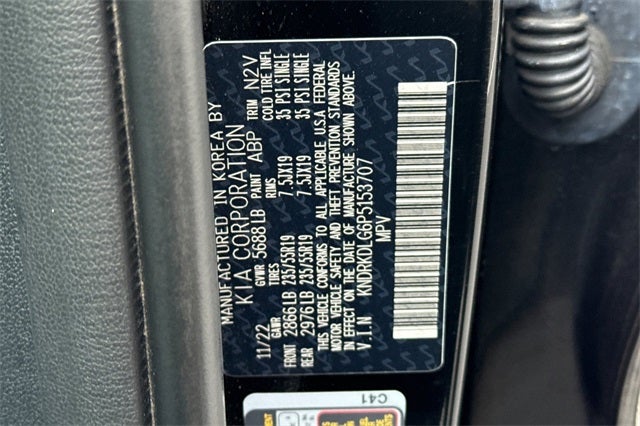 MANUFACTURED IN KOREA BY
KIA CORPORATION
11/22 GVWR 5688 LB PAINT ABP TRIM N2V
GAWR TIRES RIMS COLD TIRE INFL
FRONT 2866 LB 235/55R19 7.5JX19 35 PSI SINGLE
REAR 2976 LB 235/55R19 7.5JX19 35 PSI SINGLE
THIS VEHICLE CONFORMS TO ALL APPLICABLE U.S.A FEDERAL
MOTOR VEHICLE SAFETY AND THEFT PREVENTION STANDARDS
IN EFFECT ON THE DATE OF MANUFACTURE SHOWN ABOVE.
V.I.N KNDRKDLG6P5153707
MPV
C41